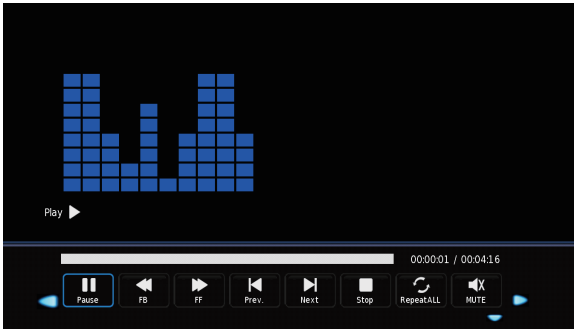 Play
00:00:01 / 00:04:16
Pause FB FF Prev. Next Stop RepeatALL MUTE